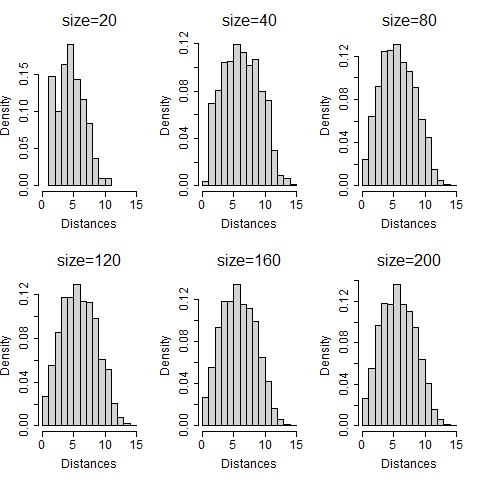 size=20
size=40
size=80
Density
0.00 0.05 0.10 0.15
0 5 10 15
Distances
Density
0.00 0.04 0.08 0.12
0 5 10 15
Distances
Density
0.00 0.04 0.08 0.12
0 5 10 15
Distances
size=120
size=160
size=200
Density
0.00 0.04 0.08 0.12
0 5 10 15
Distances
Density
0.00 0.04 0.08 0.12
0 5 10 15
Distances
Density
0.00 0.04 0.08 0.12
0 5 10 15
Distances